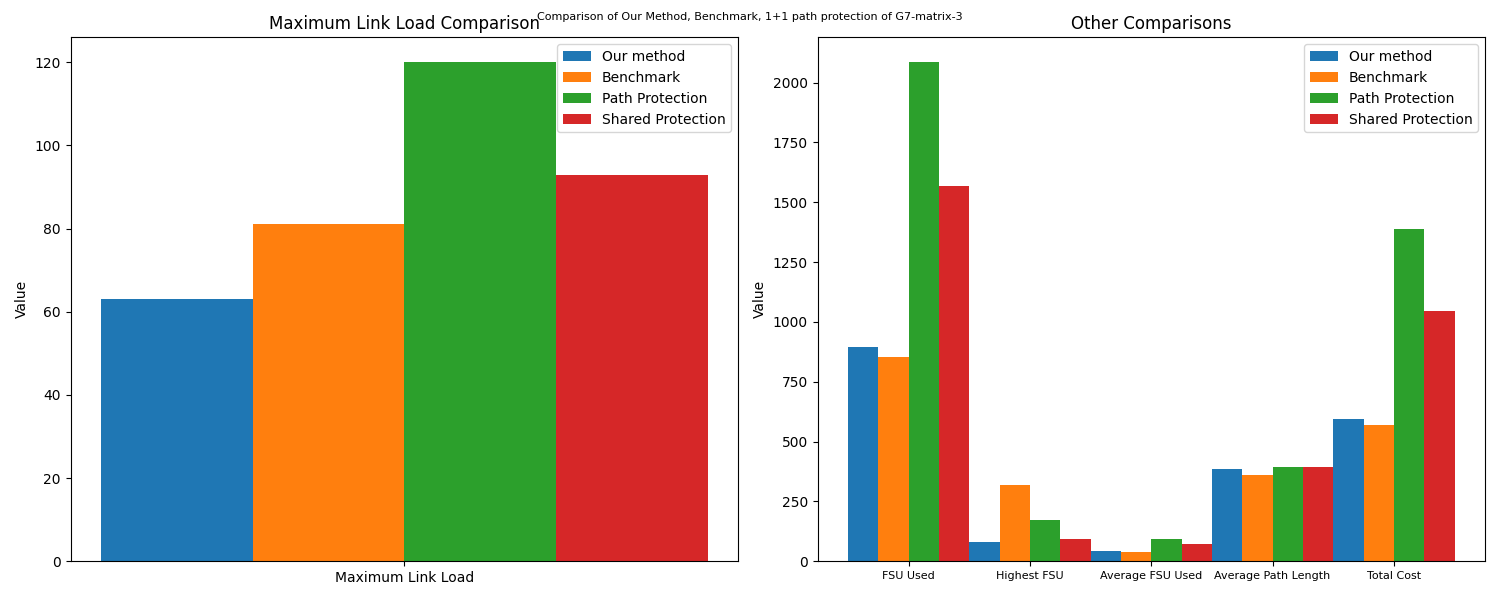 Comparison of Our Method, Benchmark, 1+1 path protection of G7-matrix-3
Maximum Link Load Comparison
Value
120
100
80
60
40
20
0
Maximum Link Load
Our method
Benchmark
Path Protection
Shared Protection
Other Comparisons
Value
2000
1750
1500
1250
1000
750
500
250
0
FSU Used
Highest FSU
Average FSU Used
Average Path Length
Total Cost
Our method
Benchmark
Path Protection
Shared Protection